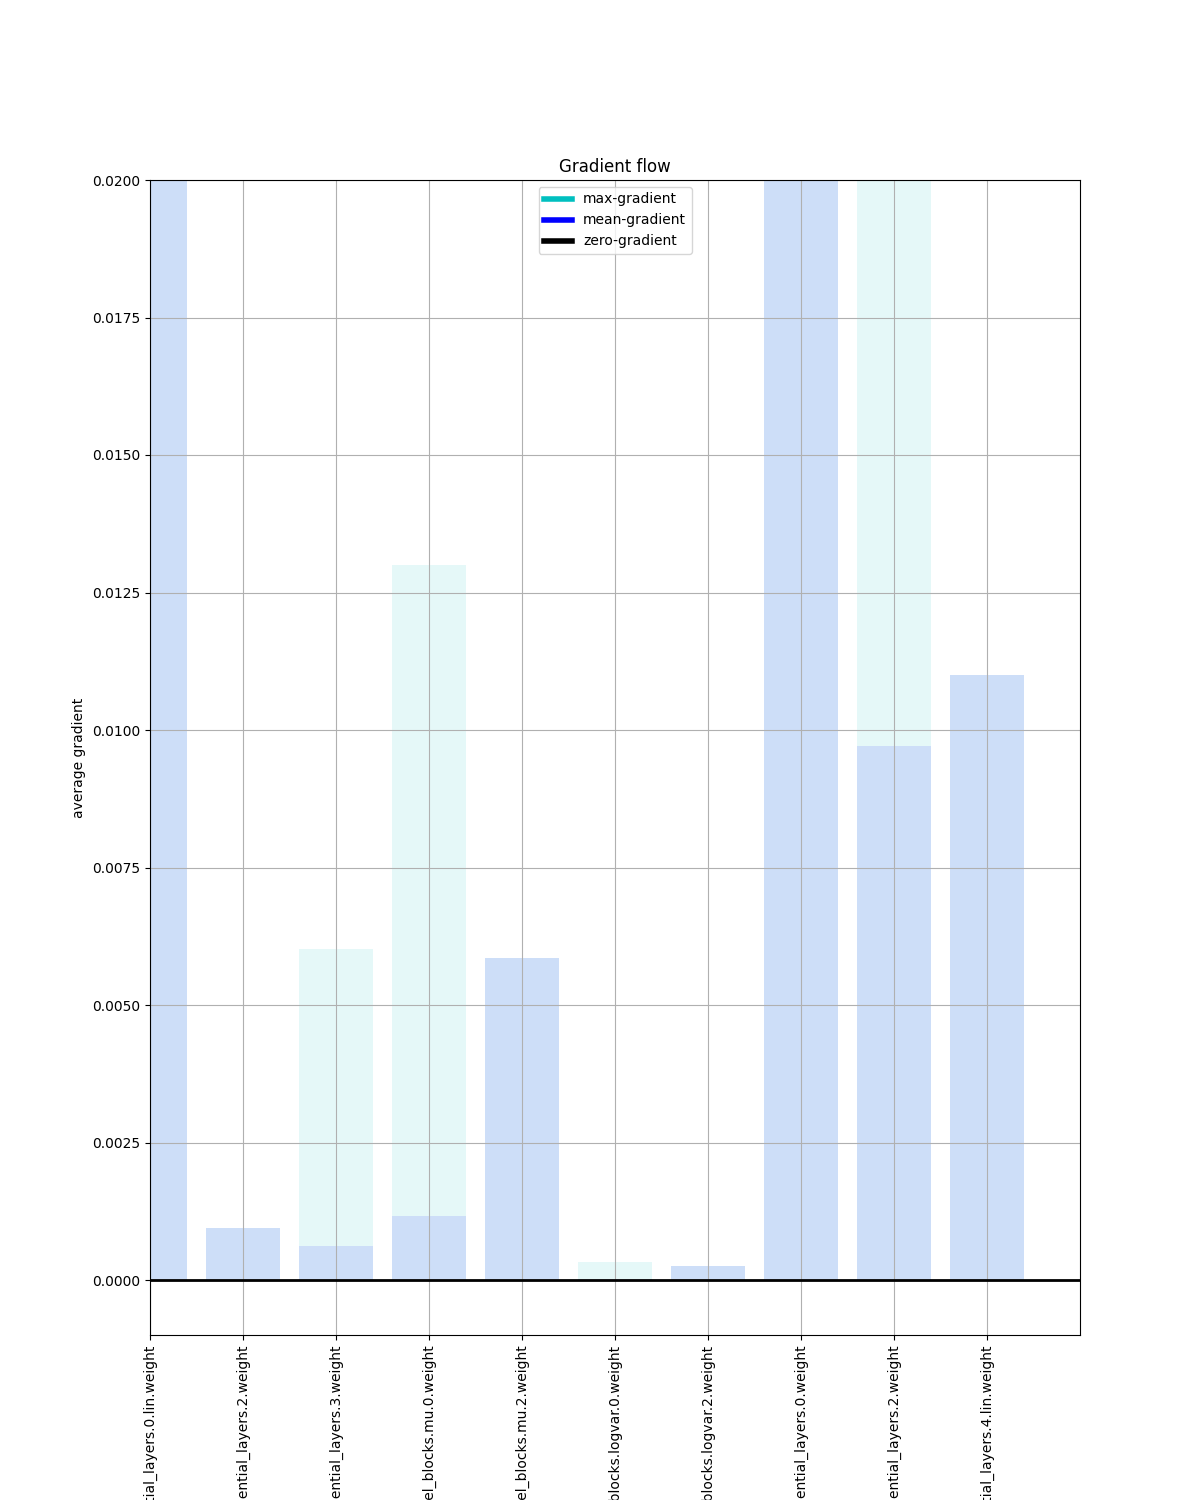 Gradient flow
max-gradient
mean-gradient
zero-gradient
0.0200
0.0175
0.0150
0.0125
0.0100
0.0075
0.0050
0.0025
0.0000
average gradient
tial_layers.0.lin.weight
ential_layers.2.weight
ential_layers.3.weight
el_blocks.mu.0.weight
el_blocks.mu.2.weight
blocks.logvar.0.weight
blocks.logvar.2.weight
ential_layers.0.weight
ential_layers.2.weight
tial_layers.4.lin.weight